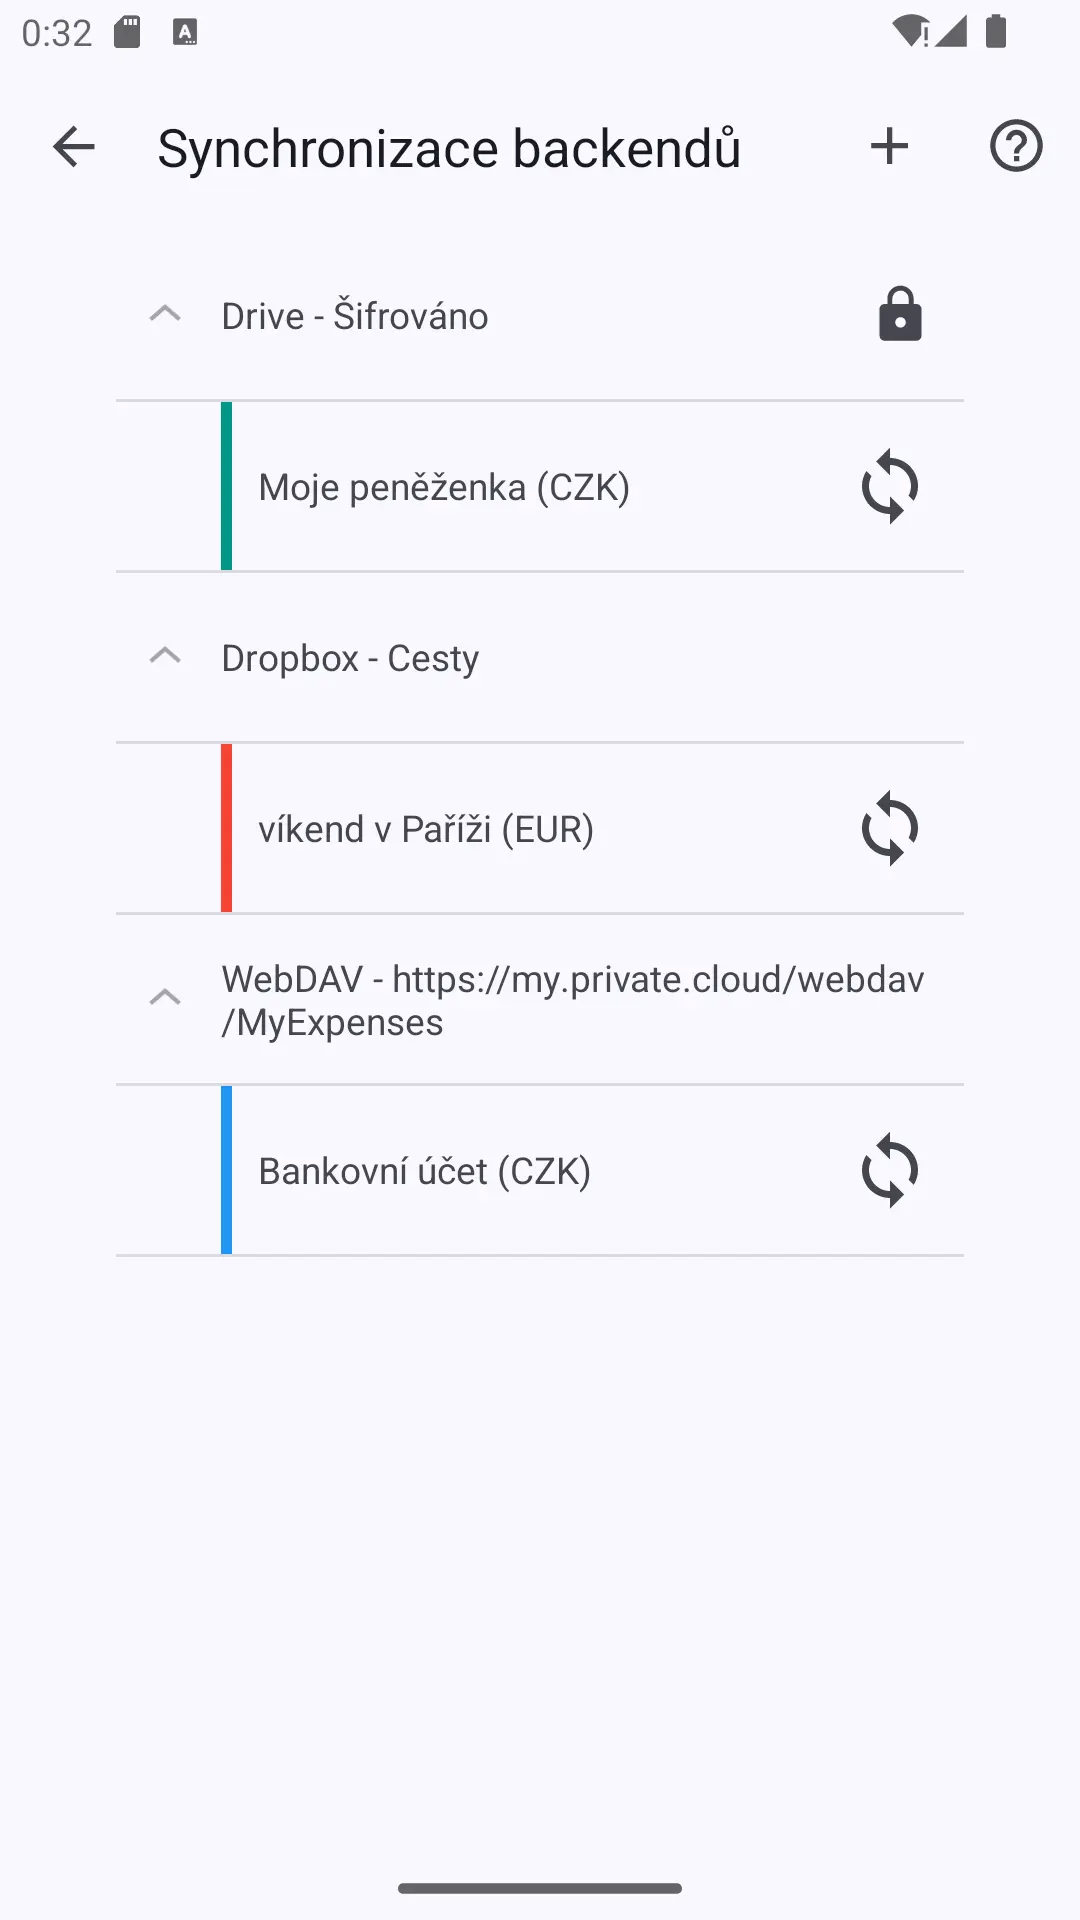 0:32
Synchronizace backendů
Drive - Šifrováno
Moje peněženka (CZK)
Dropbox - Cesty
víkend v Paříži (EUR)
WebDAV - https://my.private.cloud/webdav
/MyExpenses
Bankovní účet (CZK)